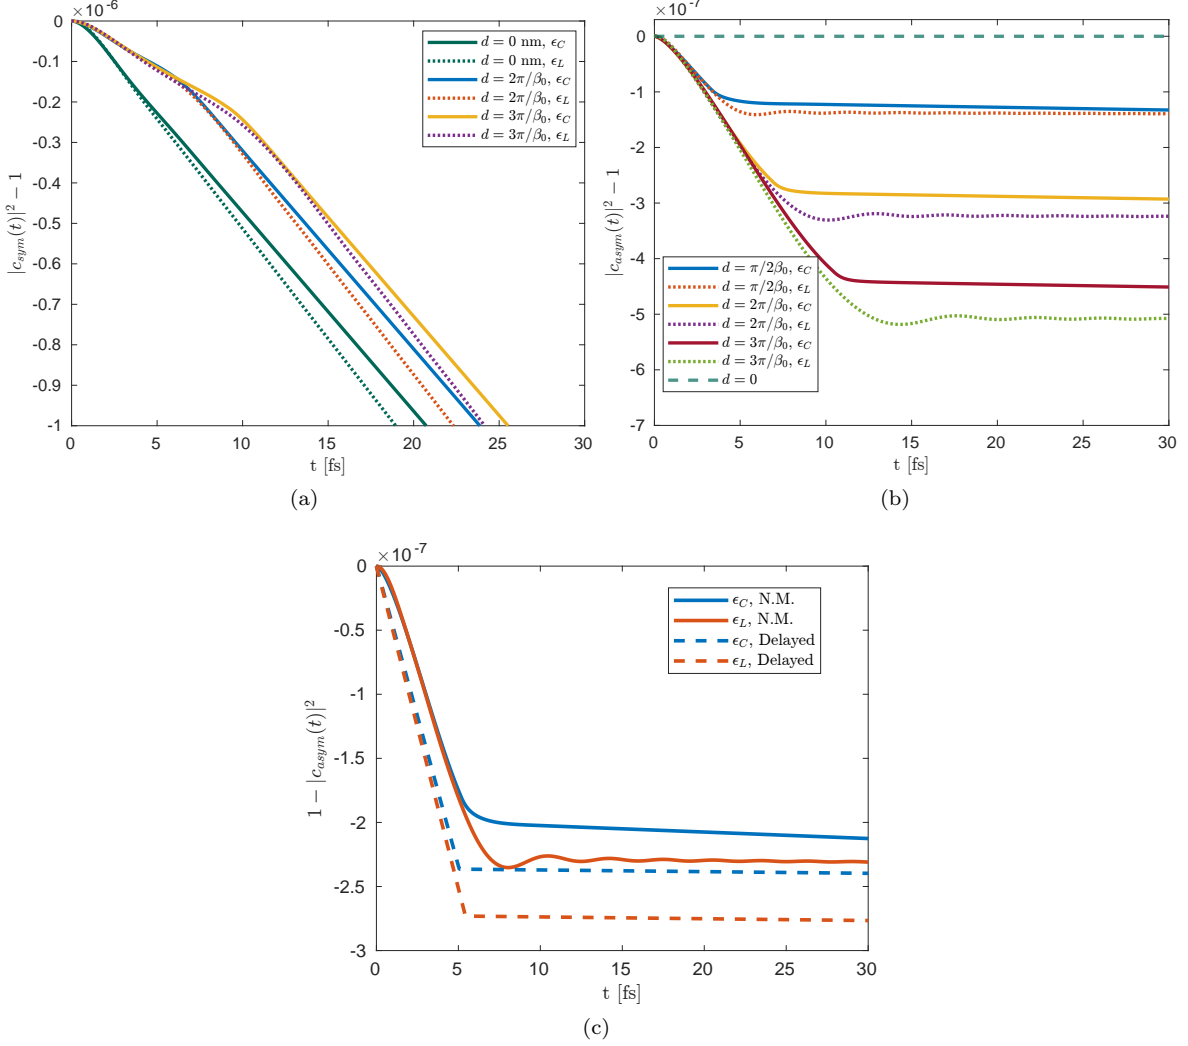 ×10⁻⁶
0
-0.1
-0.2
-0.3
-0.4
-0.5
-0.6
-0.7
-0.8
-0.9
-1
|c_{sym}(t)|² − 1
d = 0 nm, ϵ_C
d = 0 nm, ϵ_L
d = 2π/β₀, ϵ_C
d = 2π/β₀, ϵ_L
d = 3π/β₀, ϵ_C
d = 3π/β₀, ϵ_L
0 5 10 15 20 25 30
t [fs]
(a)
×10⁻⁷
0
-1
-2
-3
-4
-5
-6
-7
|c_{asym}(t)|² − 1
d = π/2β₀, ϵ_C
d = π/2β₀, ϵ_L
d = 2π/β₀, ϵ_C
d = 2π/β₀, ϵ_L
d = 3π/β₀, ϵ_C
d = 3π/β₀, ϵ_L
d = 0
0 5 10 15 20 25 30
t [fs]
(b)
×10⁻⁷
0
-0.5
-1
-1.5
-2
-2.5
-3
1 − |c_{asym}(t)|²
ϵ_C, N.M.
ϵ_L, N.M.
ϵ_C, Delayed
ϵ_L, Delayed
0 5 10 15 20 25 30
t [fs]
(c)